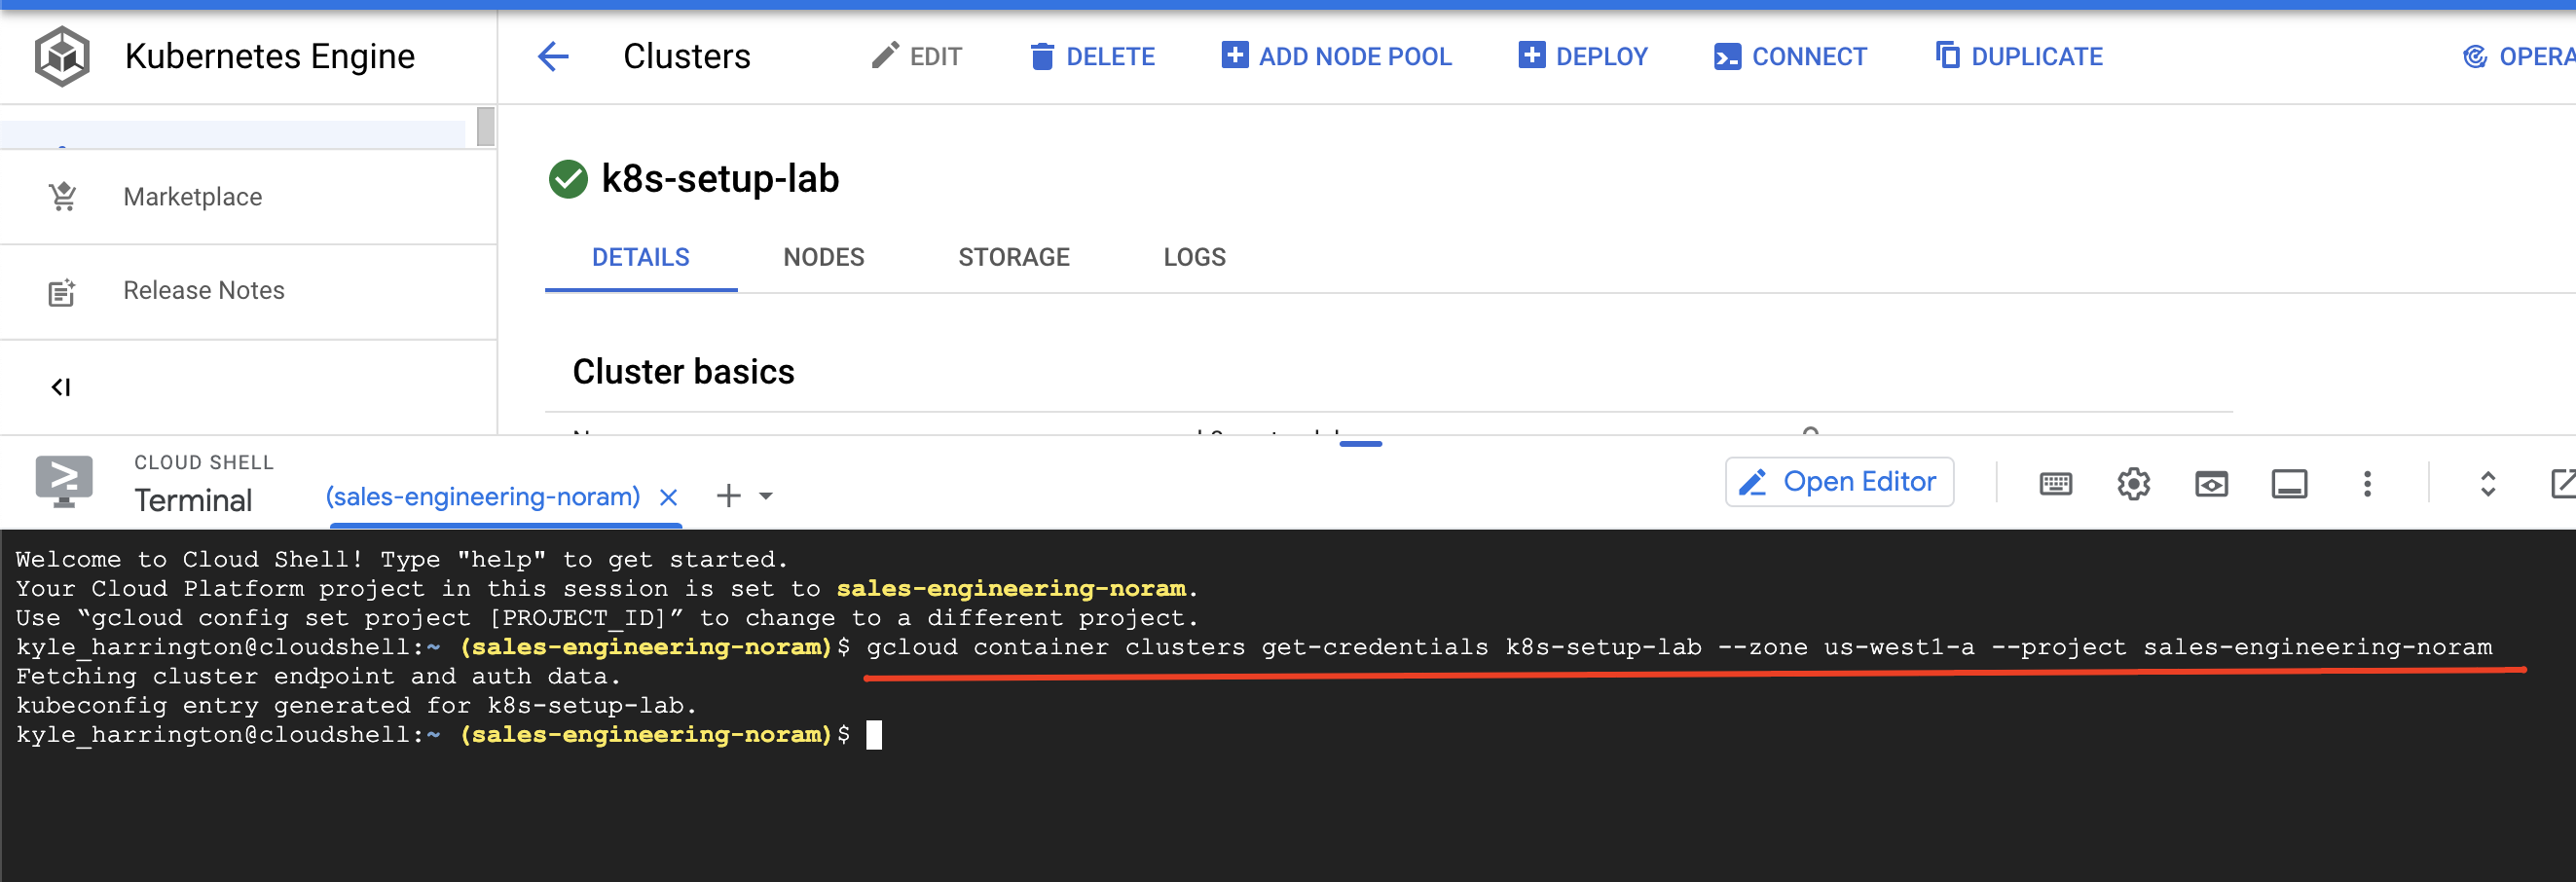 Kubernetes Engine
Clusters
EDIT
DELETE
ADD NODE POOL
DEPLOY
CONNECT
DUPLICATE
OPERA
Marketplace
Release Notes
k8s-setup-lab
DETAILS
NODES
STORAGE
LOGS
Cluster basics
CLOUD SHELL
Terminal
(sales-engineering-noram)
Open Editor
Welcome to Cloud Shell! Type "help" to get started.
Your Cloud Platform project in this session is set to sales-engineering-noram.
Use “gcloud config set project [PROJECT_ID]” to change to a different project.
kyle_harrington@cloudshell:~ (sales-engineering-noram)$ gcloud container clusters get-credentials k8s-setup-lab --zone us-west1-a --project sales-engineering-noram
Fetching cluster endpoint and auth data.
kubeconfig entry generated for k8s-setup-lab.
kyle_harrington@cloudshell:~ (sales-engineering-noram)$